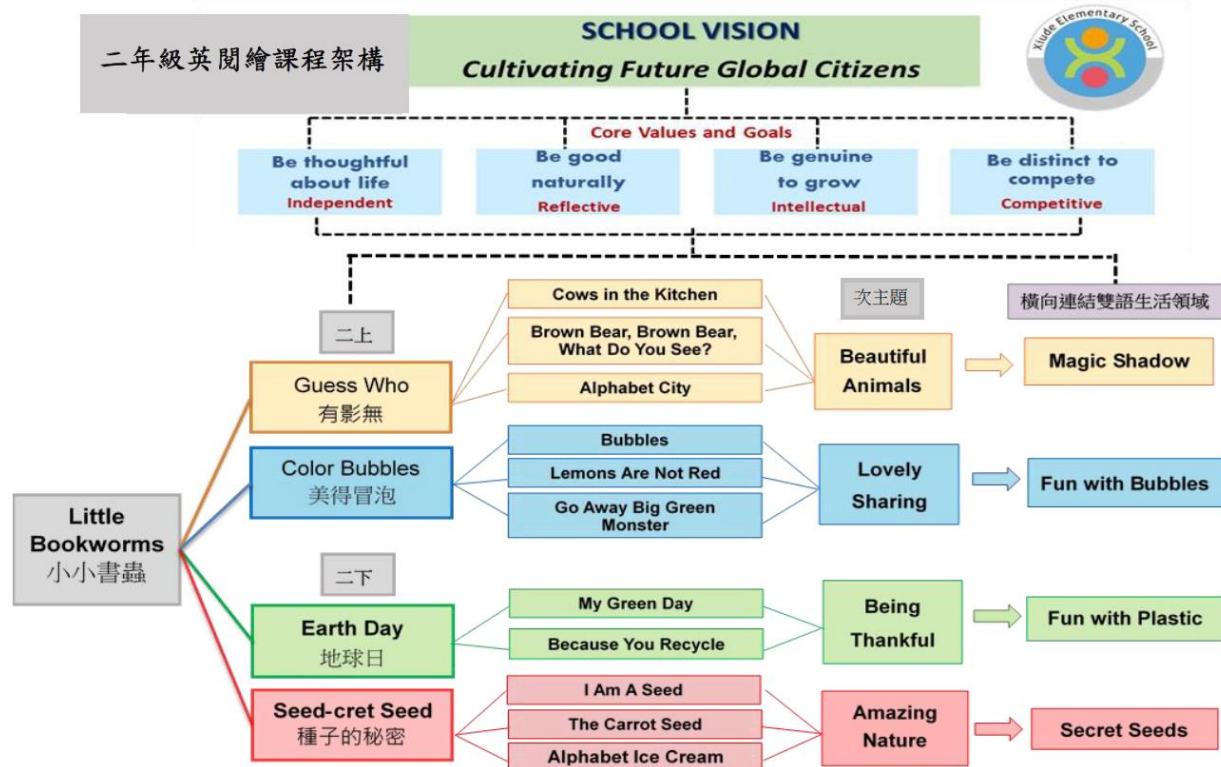 二年級英閱繪課程架構
SCHOOL VISION
Cultivating Future Global Citizens
Xiude Elementary School
Core Values and Goals
Be thoughtful
about life
Independent
Be good
naturally
Reflective
Be genuine
to grow
Intellectual
Be distinct to
compete
Competitive
二上
次主題
橫向連結雙語生活領域
Little
Bookworms
小小書蟲
Guess Who
有影無
Cows in the Kitchen
Brown Bear, Brown Bear,
What Do You See?
Alphabet City
Beautiful
Animals
Magic Shadow
Color Bubbles
美得冒泡
Bubbles
Lemons Are Not Red
Go Away Big Green
Monster
Lovely
Sharing
Fun with Bubbles
二下
Earth Day
地球日
My Green Day
Because You Recycle
Being
Thankful
Fun with Plastic
Seed-cret Seed
種子的秘密
I Am A Seed
The Carrot Seed
Alphabet Ice Cream
Amazing
Nature
Secret Seeds